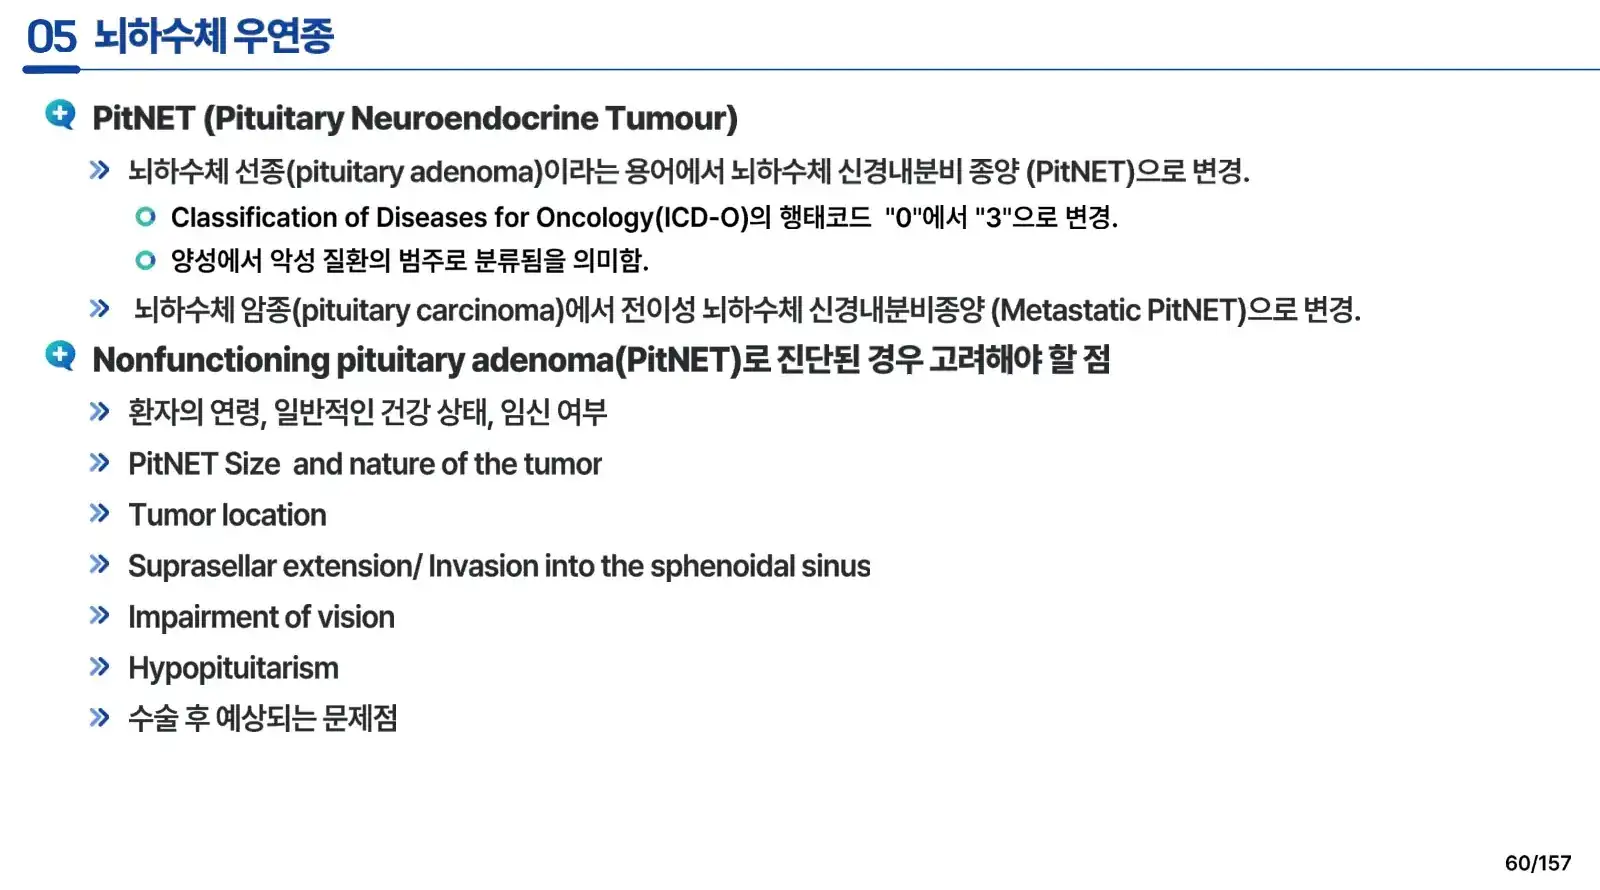 05 뇌하수체 우연종
PitNET (Pituitary Neuroendocrine Tumour)
뇌하수체 선종(pituitary adenoma)이라는 용어에서 뇌하수체 신경내분비 종양 (PitNET)으로 변경.
Classification of Diseases for Oncology(ICD-O)의 행태코드 "0"에서 "3"으로 변경.
양성에서 악성 질환의 범주로 분류됨을 의미함.
뇌하수체 암종(pituitary carcinoma)에서 전이성 뇌하수체 신경내분비종양 (Metastatic PitNET)으로 변경.
Nonfunctioning pituitary adenoma(PitNET)로 진단된 경우 고려해야 할 점
환자의 연령, 일반적인 건강 상태, 임신 여부
PitNET Size and nature of the tumor
Tumor location
Suprasellar extension/ Invasion into the sphenoidal sinus
Impairment of vision
Hypopituitarism
수술 후 예상되는 문제점
60/157